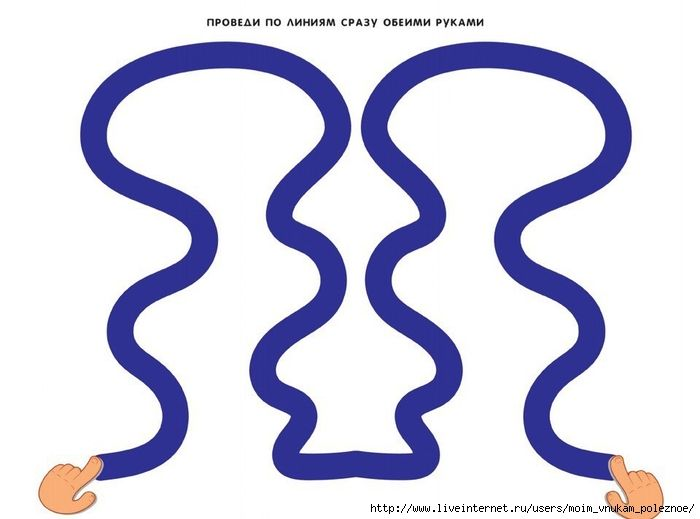 ПРОВЕДИ ПО ЛИНИЯМ СРАЗУ ОБЕИМИ РУКАМИ
http://www.liveinternet.ru/users/moim_vnukam_poleznoe/